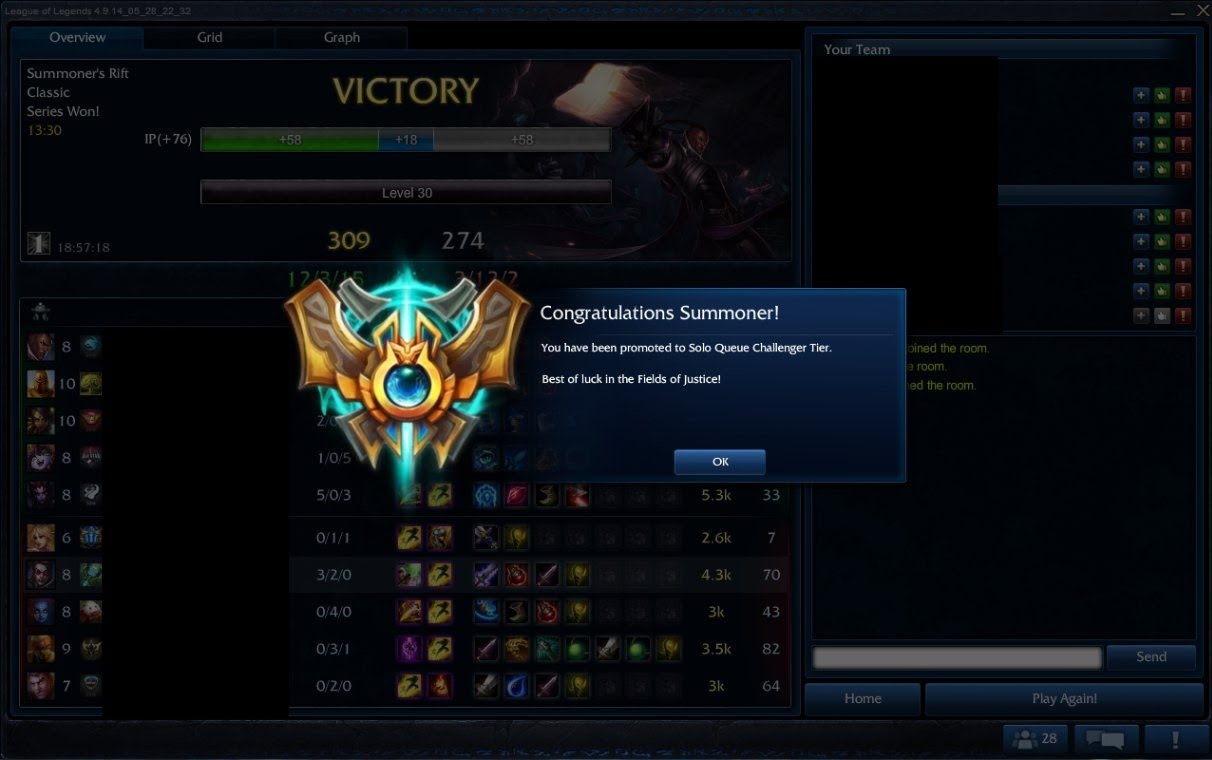 League of Legends 4.9.14_05_28_22_32
Overview
Grid
Graph
Summoner's Rift
Classic
Series Won!
13:30
VICTORY
IP(+76)
+58
+18
+58
Level 30
18:57:18
309
274
12/3/15
3/12/2
Congratulations Summoner!
You have been promoted to Solo Queue Challenger Tier.
Best of luck in the Fields of Justice!
OK
8
10
10
8
1/0/5
8
5/0/3
5.3k
33
6
0/1/1
2.6k
7
8
3/2/0
4.3k
70
8
0/4/0
3k
43
9
0/3/1
3.5k
82
7
0/2/0
3k
64
Your Team
joined the room.
room.
the room.
Send
Home
Play Again!
28